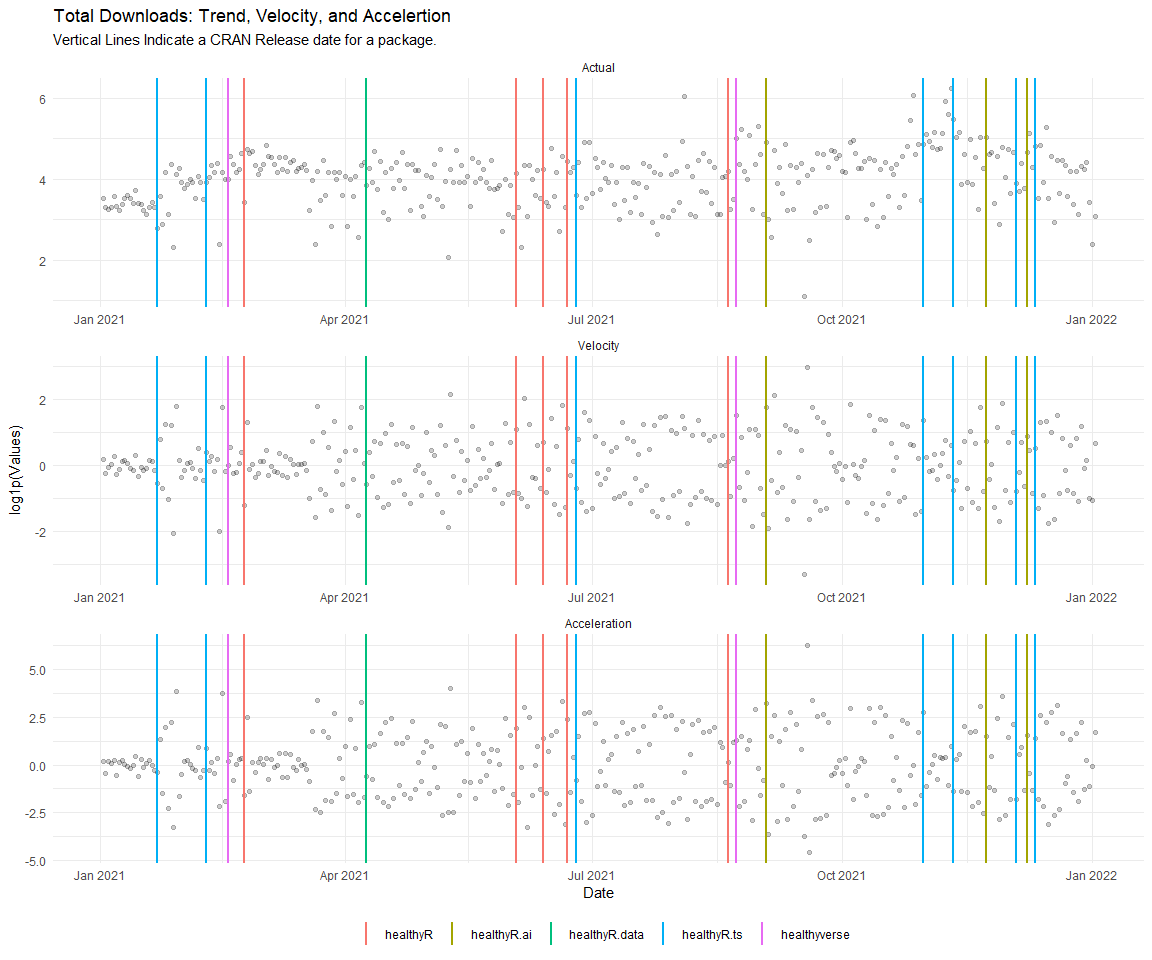 Total Downloads: Trend, Velocity, and Accelertion
Vertical Lines Indicate a CRAN Release date for a package.
Actual
6
4
2
Jan 2021 Apr 2021 Jul 2021 Oct 2021 Jan 2022
Velocity
2
0
-2
Jan 2021 Apr 2021 Jul 2021 Oct 2021 Jan 2022
log1p(Values)
Acceleration
5.0
2.5
0.0
-2.5
-5.0
Jan 2021 Apr 2021 Jul 2021 Oct 2021 Jan 2022
Date
healthyR healthyR.ai healthyR.data healthyR.ts healthyverse